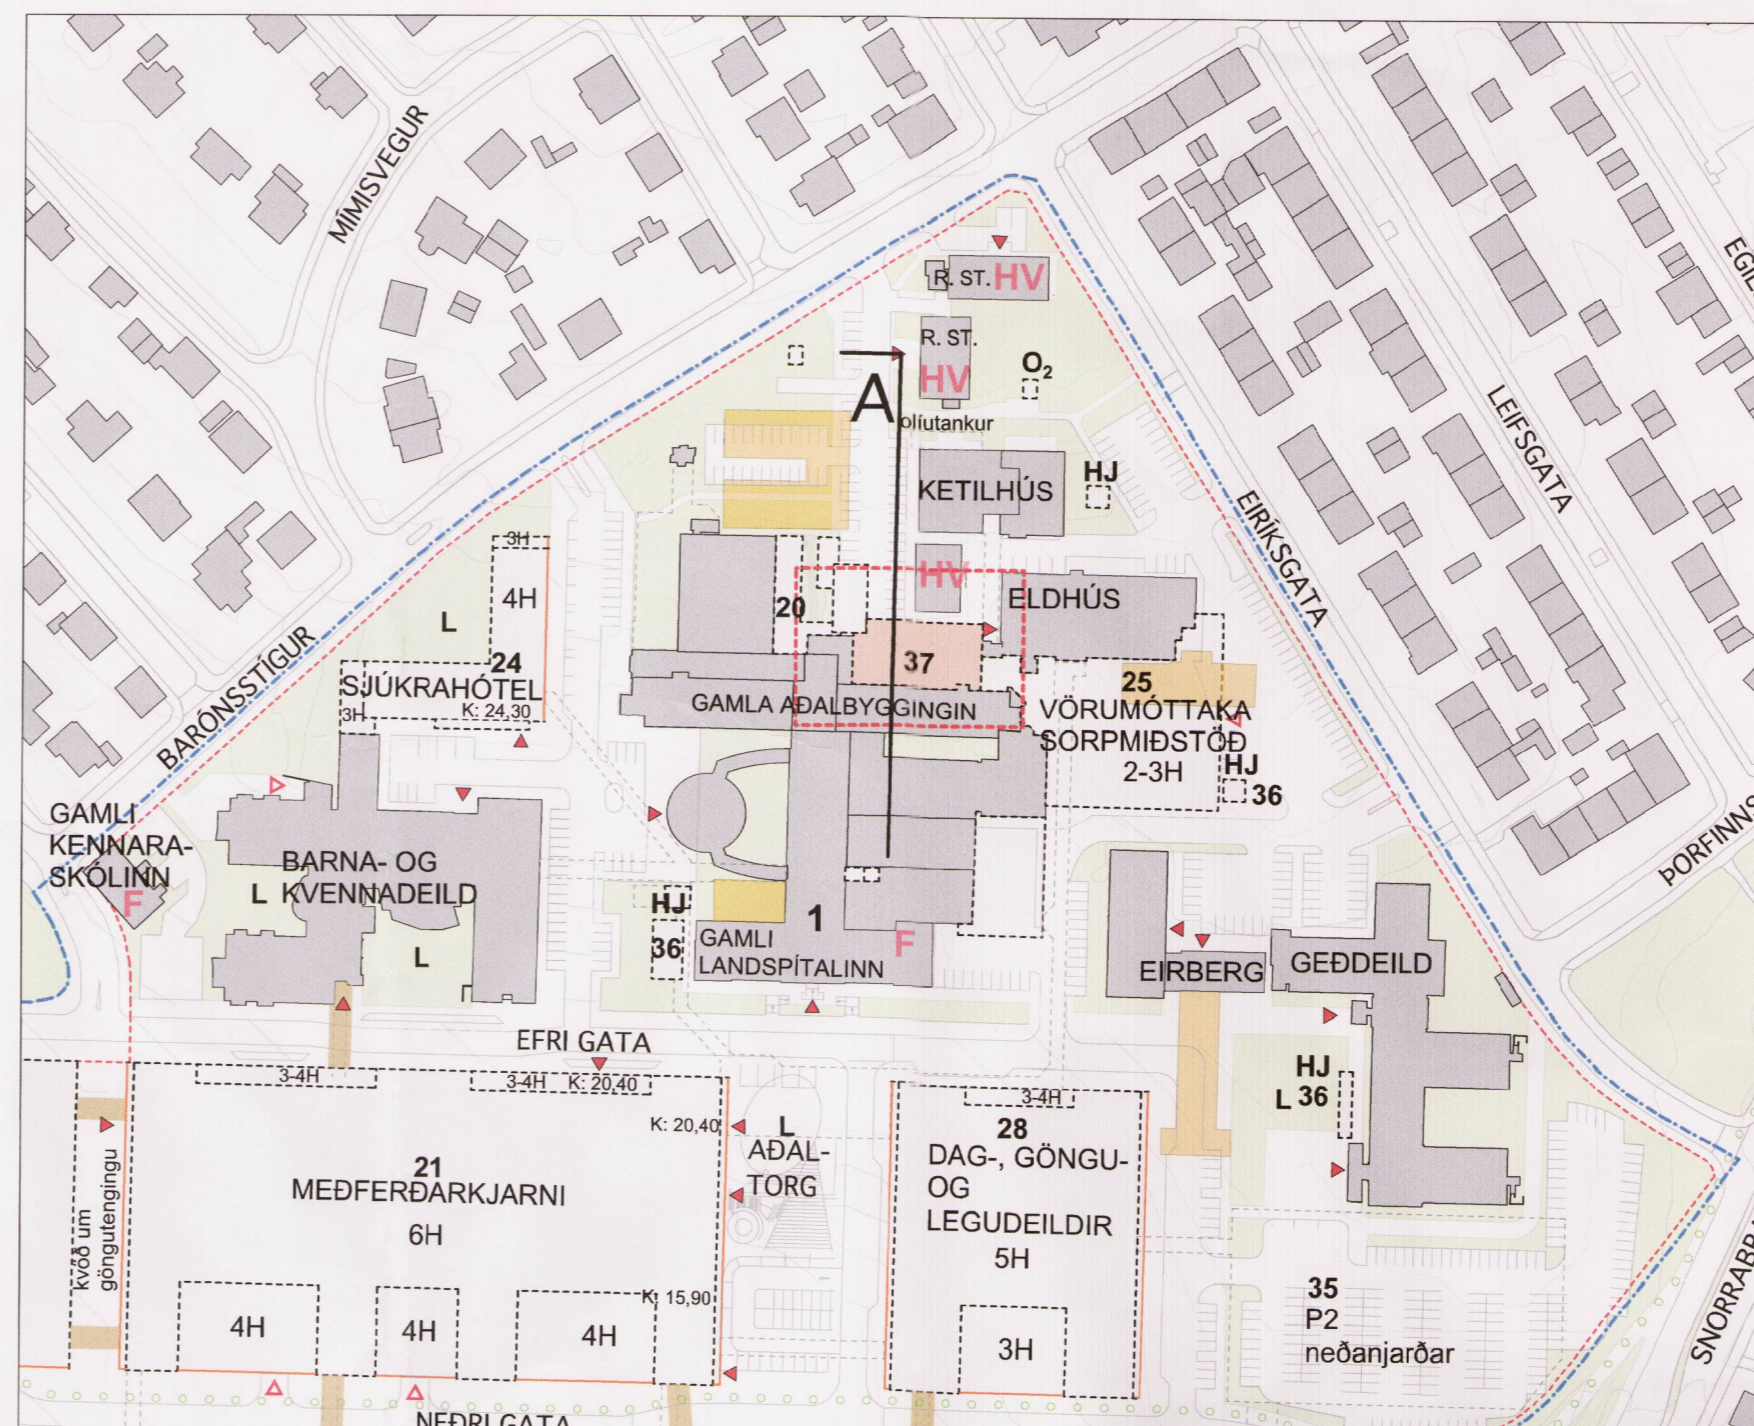 MÍMISVEGUR
R. ST. HV
R. ST.
HV
O2
A
olíutankur
KETILHÚS
HJ
LEIFSGATA
EIRÍKSGATA
3H
4H
L
24
SJÚKRAHÓTEL
3H
K: 24,30
BARÓNSSTÍGUR
20
HV
ELDHÚS
37
GAMLA AÐALBYGGINGIN
25
VÖRUMÓTTAKA
SORPMIÐSTÖÐ
2-3H
HJ
36
GAMLI
KENNARA-
SKÓLINN
F
BARNA- OG
L KVENNADEILD
L
HJ
36
1
GAMLI
LANDSPÍTALINN
F
EIRBERG
GEÐDEILD
EFRI GATA
3-4H
3-4H K: 20,40
K: 20,40
L
AÐAL-
TORG
21
MEÐFERÐARKJARNI
6H
kvöð um
göngutengingu
4H
4H
4H
K: 15,90
3-4H
28
DAG-, GÖNGU-
OG
LEGUDEILDIR
5H
3H
HJ
L 36
35
P2
neðanjarðar
NEÐRI GATA